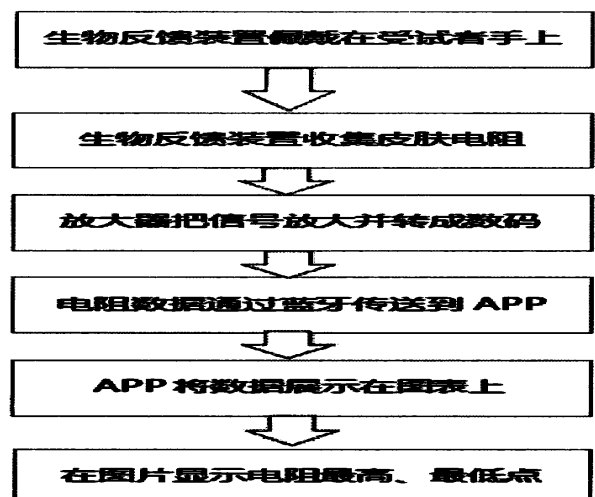 生物反馈装置佩戴在受试者手上
生物反馈装置收集皮肤电阻
放大器把信号放大并转成数码
电阻数据通过蓝牙传送到 APP
APP 将数据展示在图表上
在图片显示电阻最高、最低点